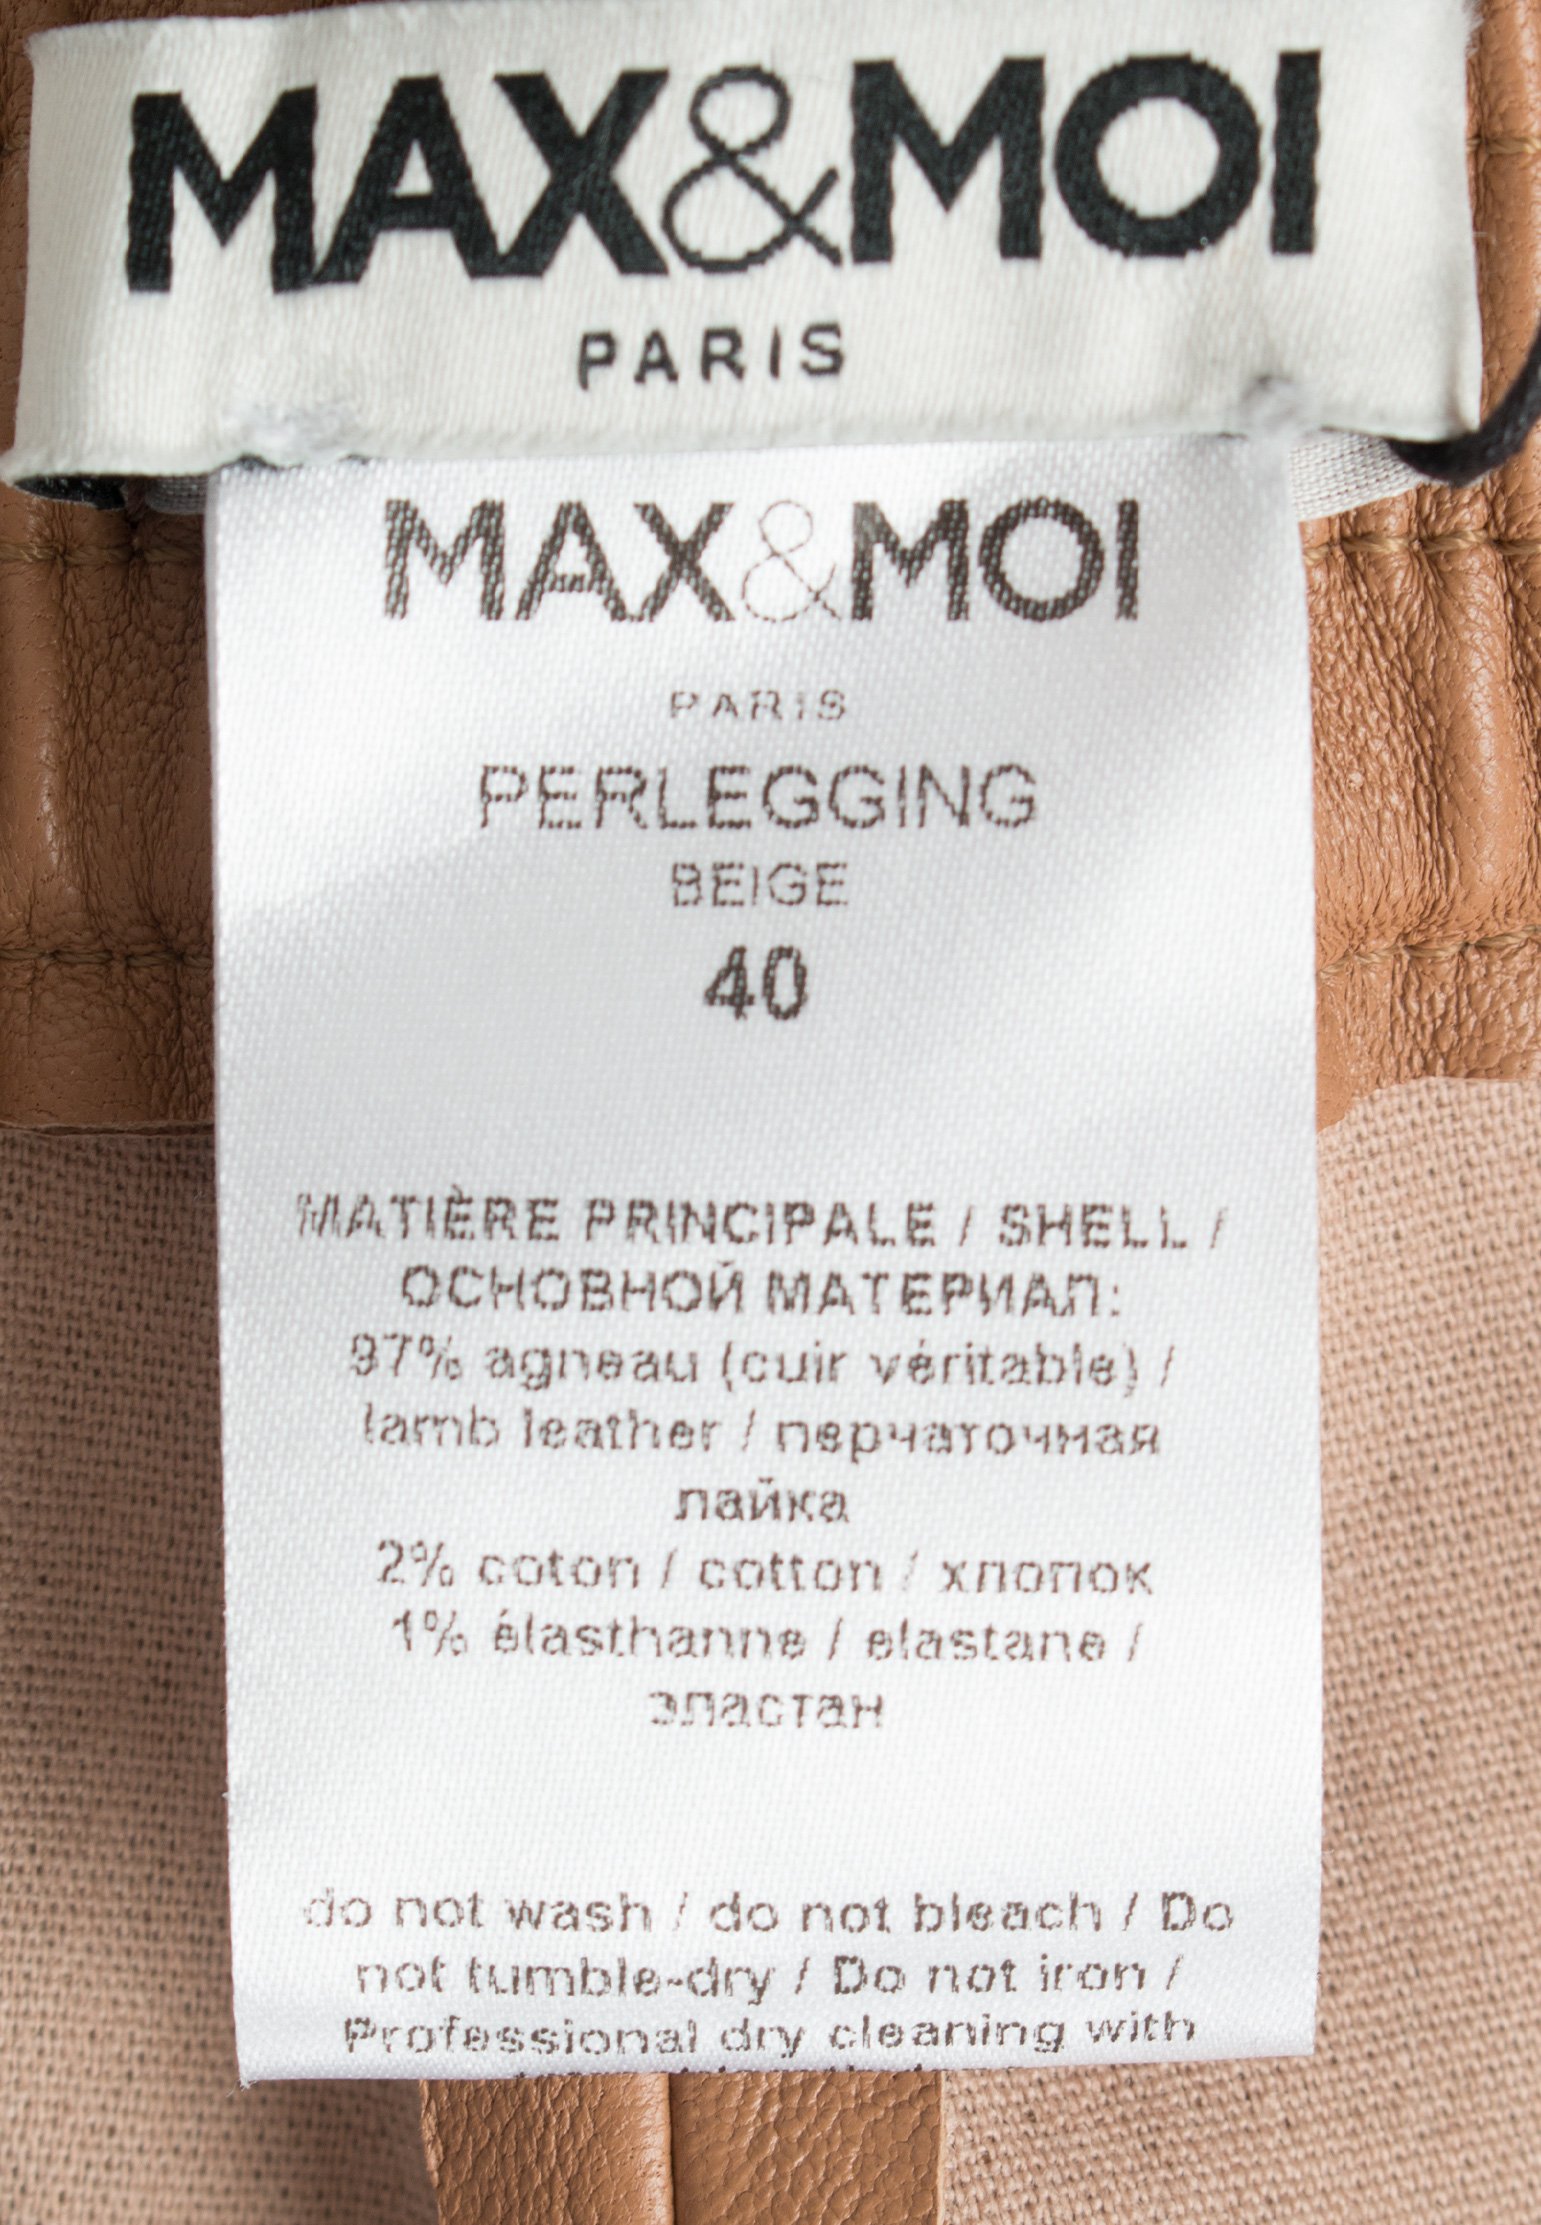 MAX&MOI
PARIS
MAX&MOI
PARIS
PERLEGGING
BEIGE
40
MATIÈRE PRINCIPALE / SHELL /
ОСНОВНОЙ МАТЕРИАЛ:
97% agneau (cuir véritable) /
lamb leather / перчаточная
лайка
2% coton / cotton / хлопок
1% élasthanne / elastane /
эластан
do not wash / do not bleach / Do
not tumble-dry / Do not iron /
Professional dry cleaning with